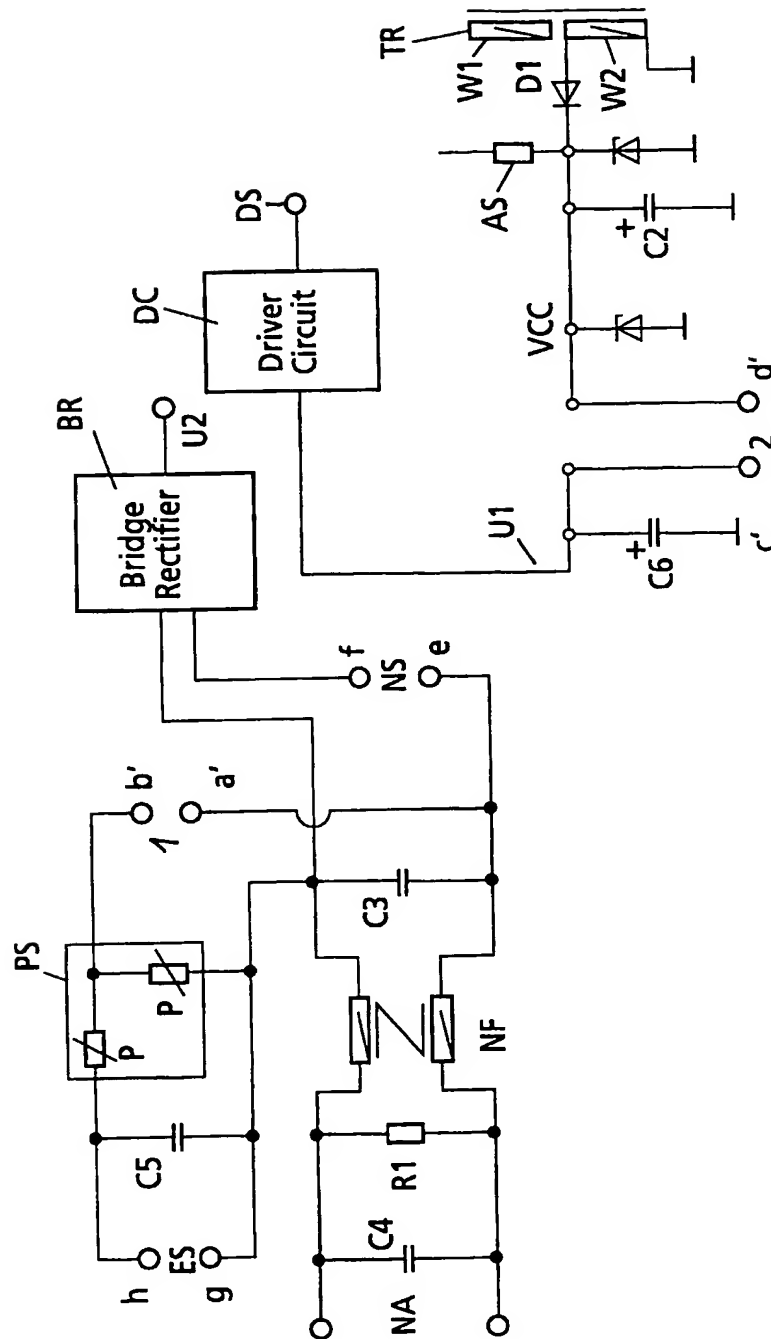 h
ES
g
C5
PS
P
P
b'
1
a'
BR
Bridge
Rectifier
U2
DC
Driver
Circuit
DS
NA
C4
R1
NF
C3
f
NS
e
U1
C6
+
c'
2
d'
VCC
C2
+
AS
D1
W1
W2
TR